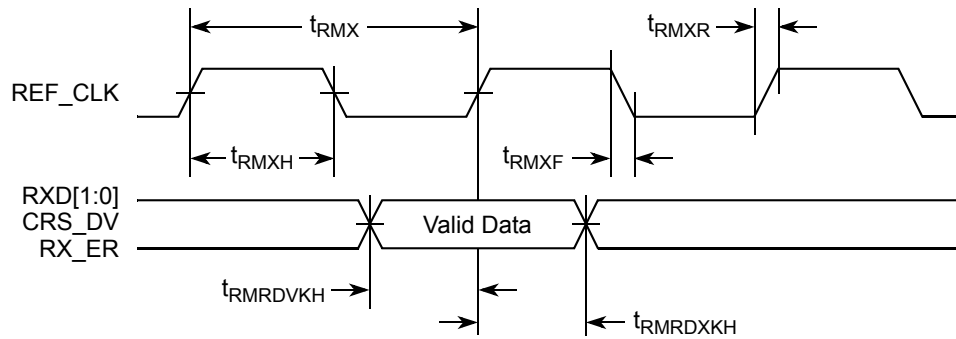 tRMX
tRMXR
REF_CLK
tRMXH
tRMXF
RXD[1:0]
CRS_DV
RX_ER
Valid Data
tRMRDVKH
tRMRDXKH